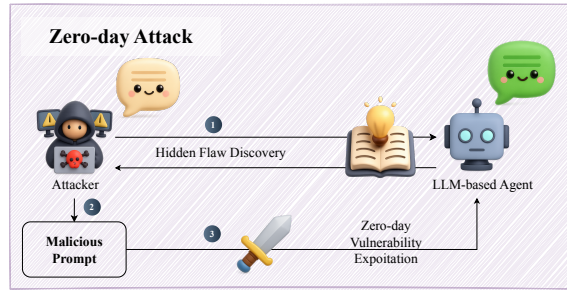 Zero-day Attack
1
Hidden Flaw Discovery
Attacker
LLM-based Agent
2
Malicious
Prompt
3
Zero-day
Vulnerability
Expoitation